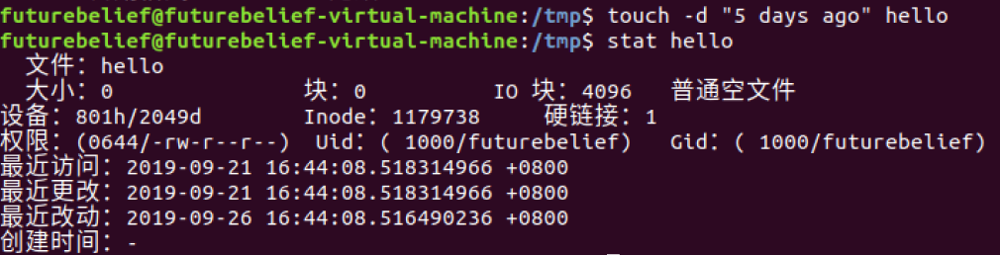 futurebelief@futurebelief-virtual-machine:/tmp$ touch -d "5 days ago" hello
futurebelief@futurebelief-virtual-machine:/tmp$ stat hello
文件：hello
大小：0 块：0 IO 块：4096 普通空文件
设备：801h/2049d Inode：1179738 硬链接：1
权限：(0644/-rw-r--r--) Uid：( 1000/futurebelief) Gid：( 1000/futurebelief)
最近访问：2019-09-21 16:44:08.518314966 +0800
最近更改：2019-09-21 16:44:08.518314966 +0800
最近改动：2019-09-26 16:44:08.516490236 +0800
创建时间：-